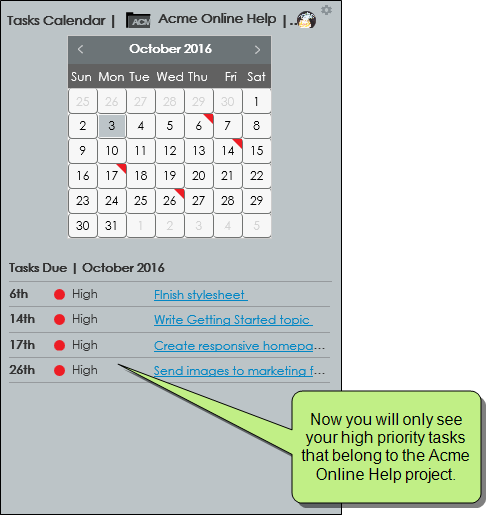 Tasks Calendar | ACM Acme Online Help |..
< October 2016 >
Sun Mon Tue Wed Thu Fri Sat
25 26 27 28 29 30 1
2 3 4 5 6 7 8
9 10 11 12 13 14 15
16 17 18 19 20 21 22
23 24 25 26 27 28 29
30 31 1 2 3 4 5
Tasks Due | October 2016
6th High FInish stylesheet
14th High Write Getting Started topic
17th High Create responsive homepa...
26th High Send images to marketing f...
Now you will only see
your high priority tasks
that belong to the Acme
Online Help project.